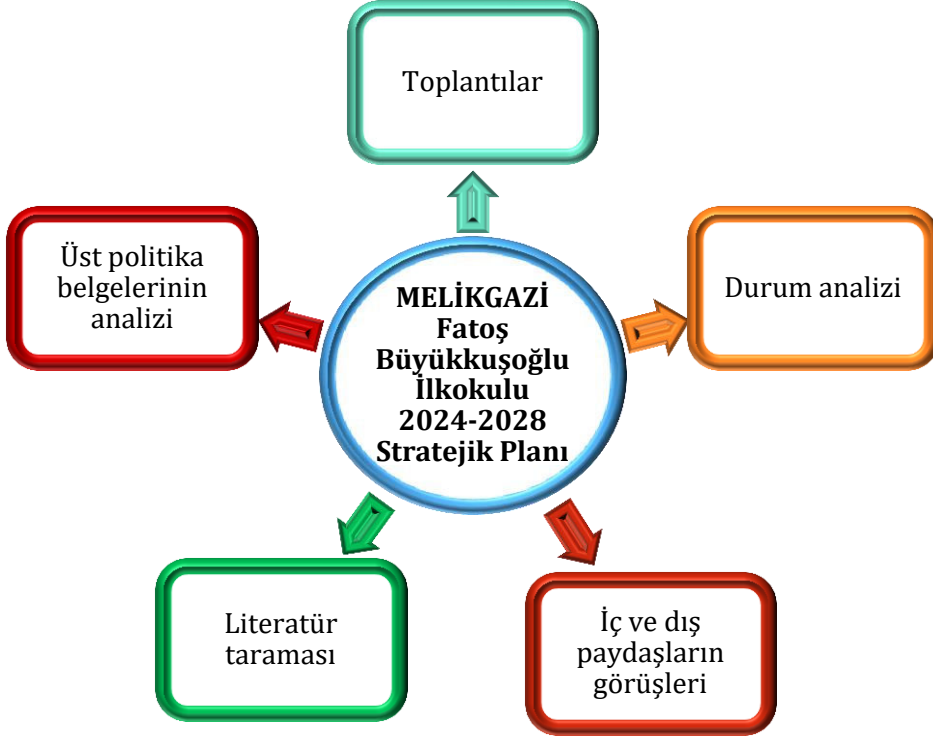 Toplantılar
Üst politika
belgelerinin
analizi
MELİKGAZİ
Fatoş
Büyükkuşoğlu
İlkokulu
2024-2028
Stratejik Planı
Durum analizi
Literatür
taraması
İç ve dış
paydaşların
görüşleri